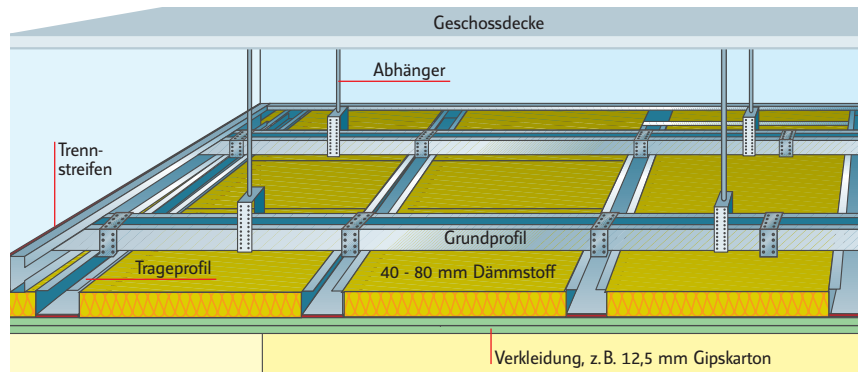 Geschossdecke
Abhänger
Trenn-
streifen
Grundprofil
Trageprofil
40 - 80 mm Dämmstoff
Verkleidung, z.B. 12,5 mm Gipskarton